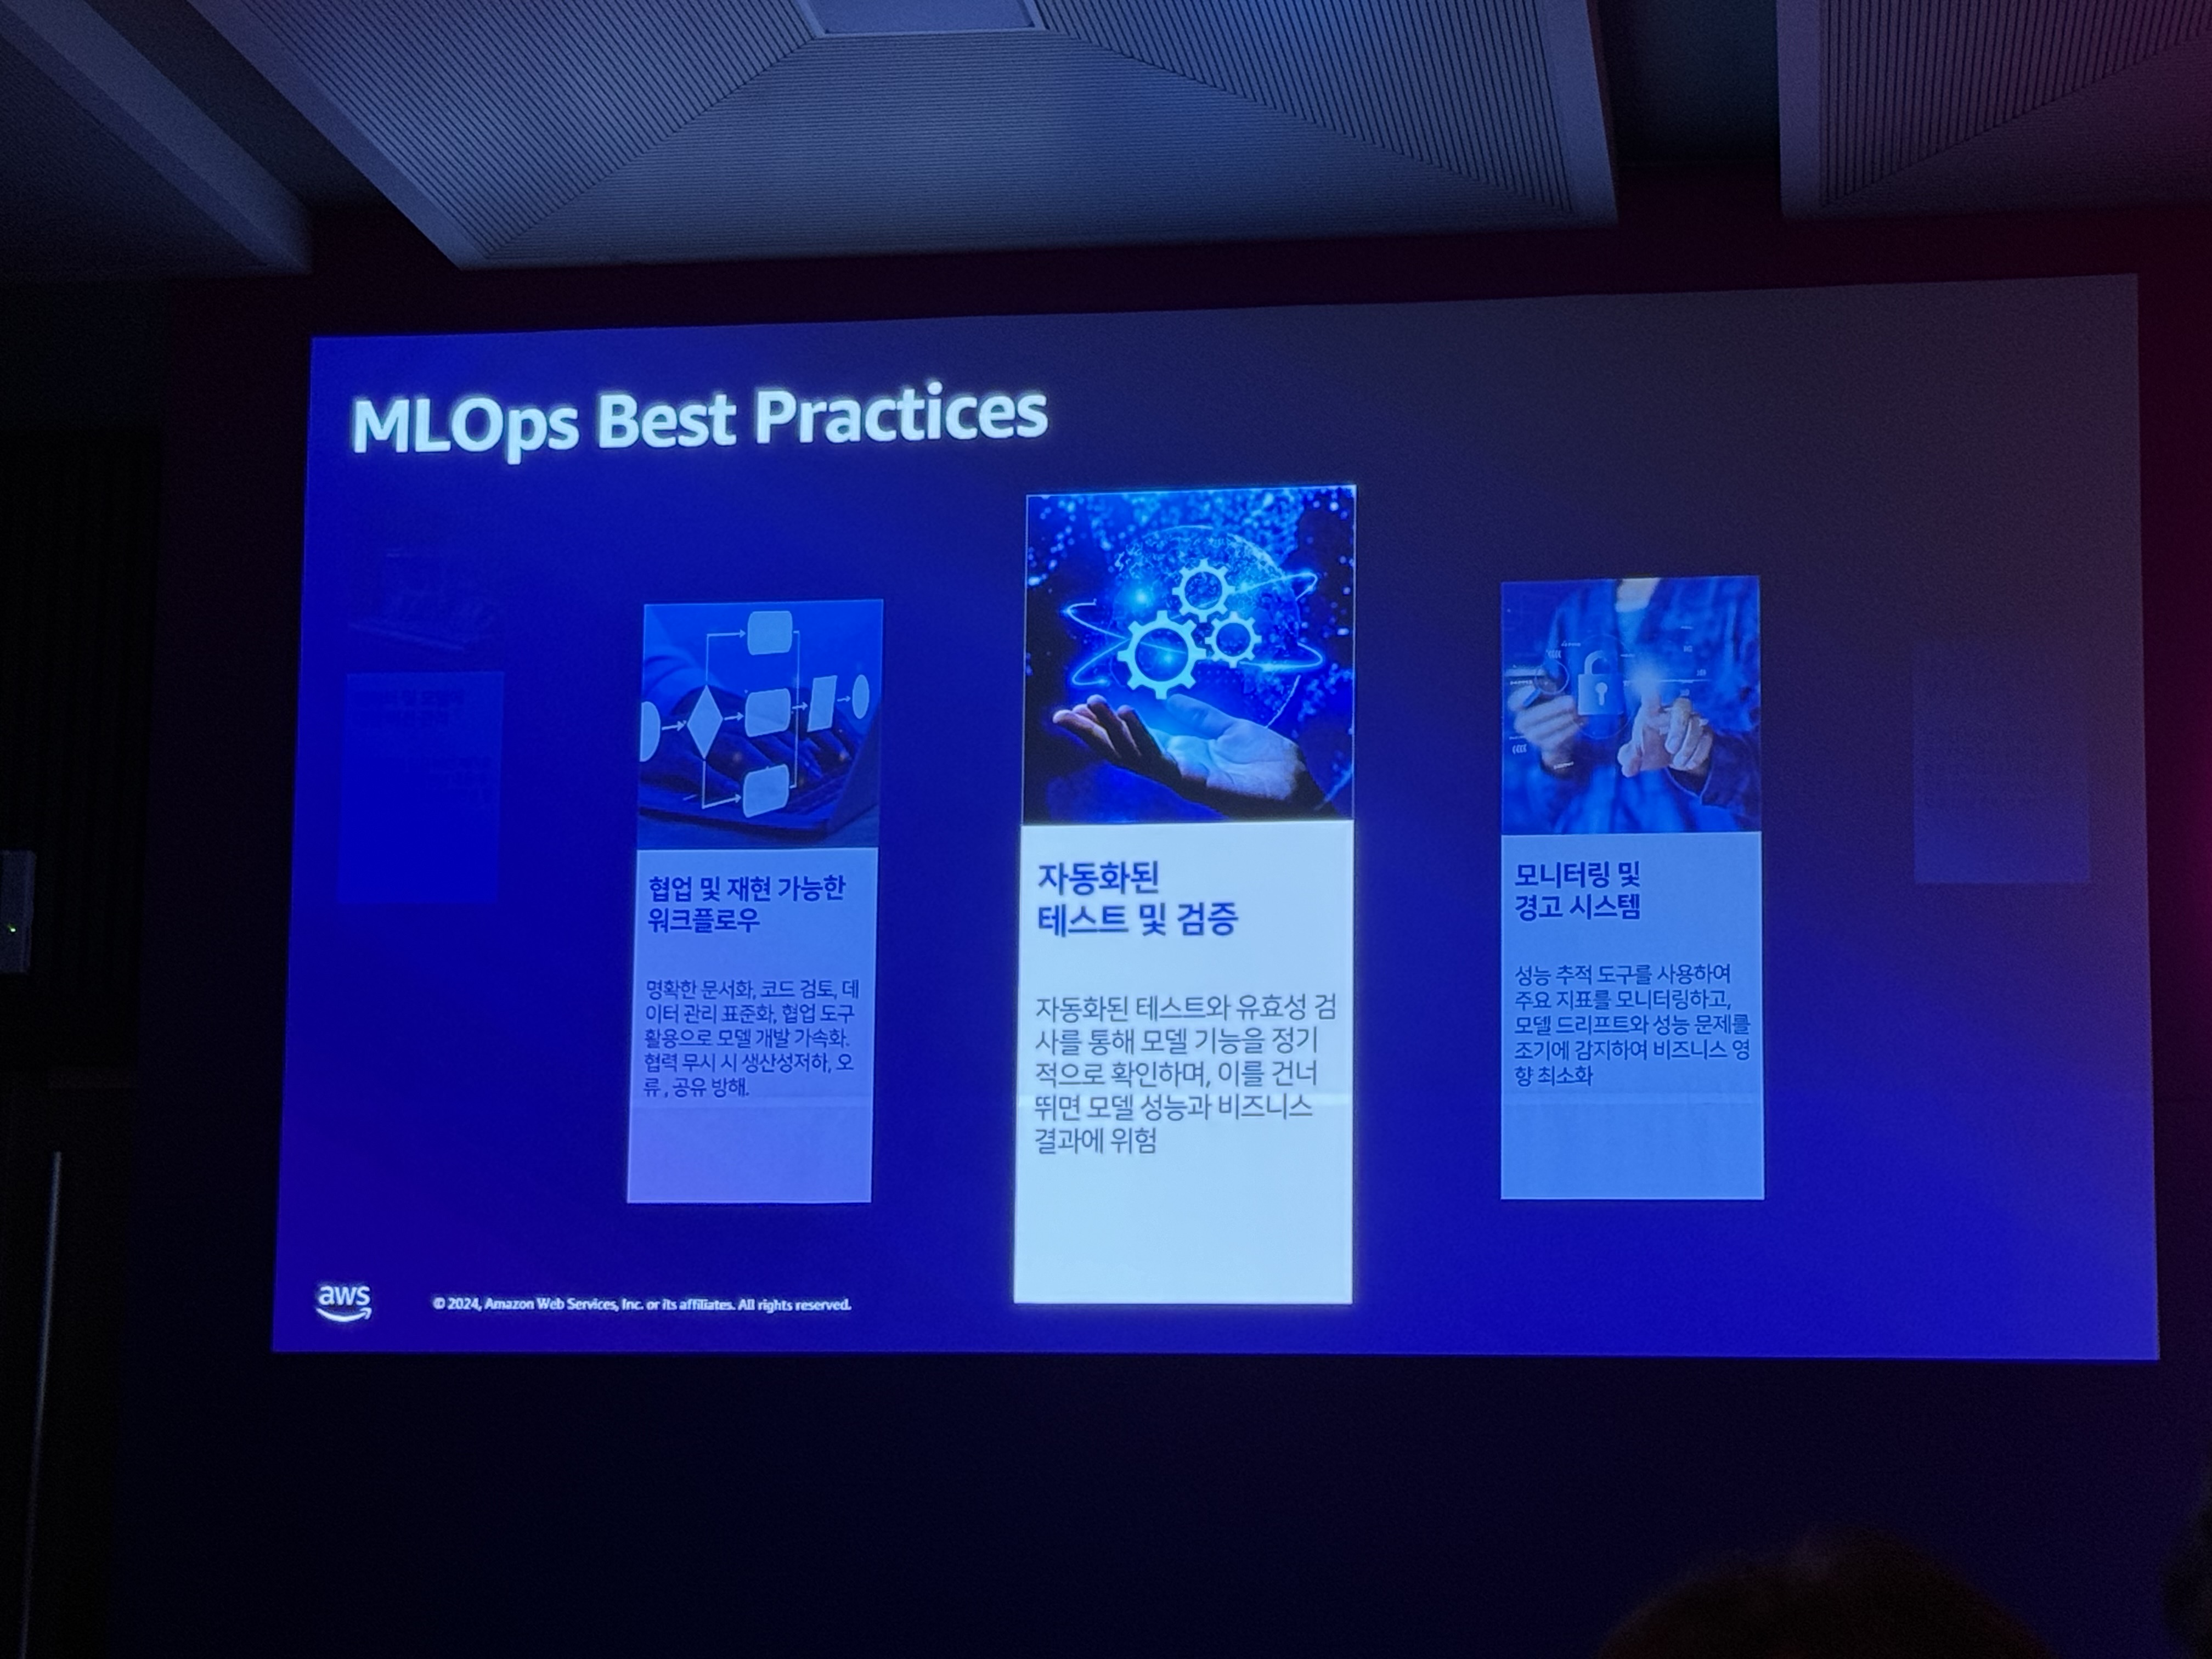 MLOps Best Practices
협업 및 재현 가능한
워크플로우
명확한 문서화, 코드 검토, 데
이터 관리 표준화, 협업 도구
활용으로 모델 개발 가속화.
협력 무시 시 생산성저하, 오
류, 공유 방해.
자동화된
테스트 및 검증
자동화된 테스트와 유효성 검
사를 통해 모델 기능을 정기
적으로 확인하며, 이를 건너
뛰면 모델 성능과 비즈니스
결과에 위험
모니터링 및
경고 시스템
성능 추적 도구를 사용하여
주요 지표를 모니터링하고,
모델 드리프트와 성능 문제를
조기에 감지하여 비즈니스 영
향 최소화
aws
© 2024, Amazon Web Services, Inc. or its affiliates. All rights reserved.